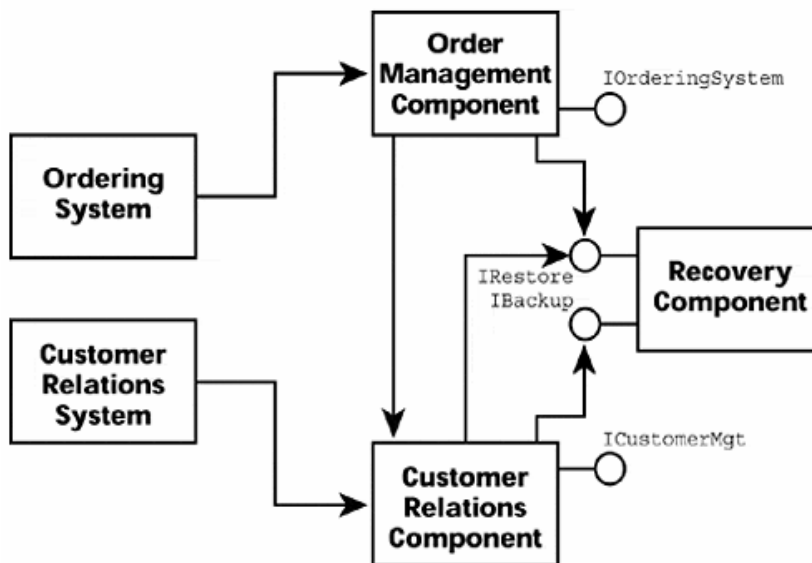 Order
Management
Component
IOrderingSystem
Ordering
System
IRestore
IBackup
Recovery
Component
Customer
Relations
System
ICustomerMgt
Customer
Relations
Component